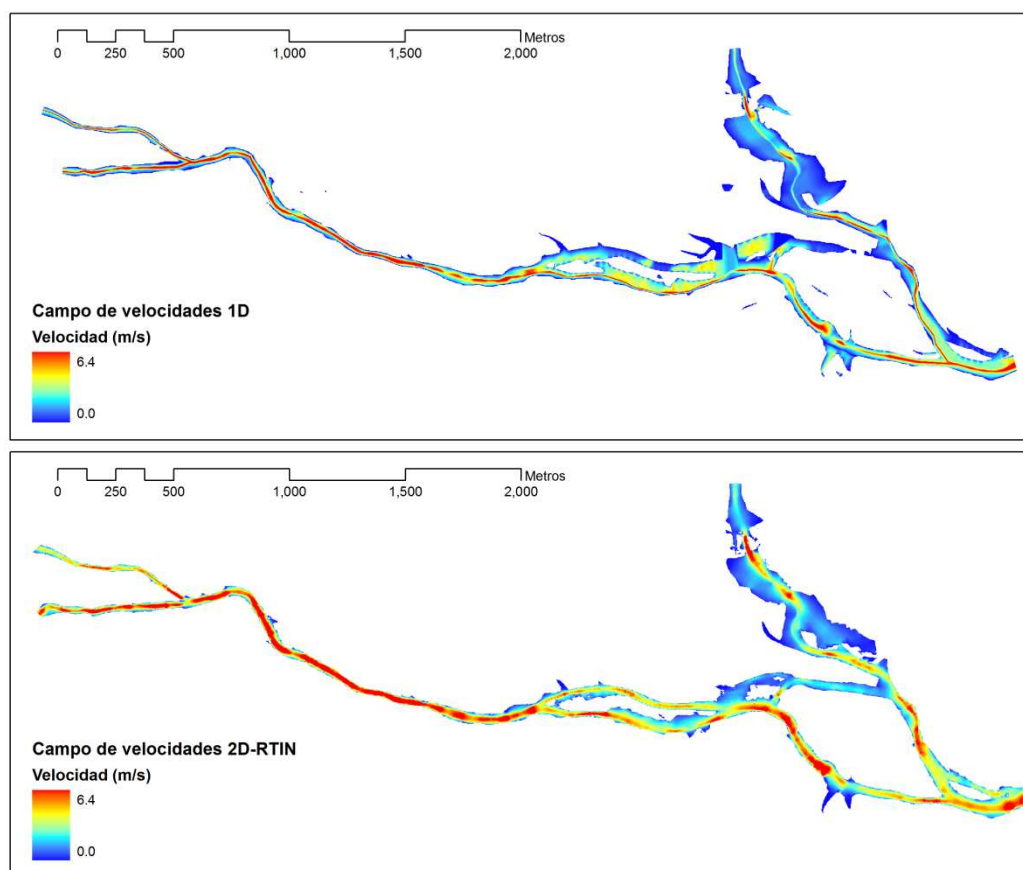 Metros
0 250 500 1,000 1,500 2,000
Campo de velocidades 1D
Velocidad (m/s)
6.4
0.0
Metros
0 250 500 1,000 1,500 2,000
Campo de velocidades 2D-RTIN
Velocidad (m/s)
6.4
0.0